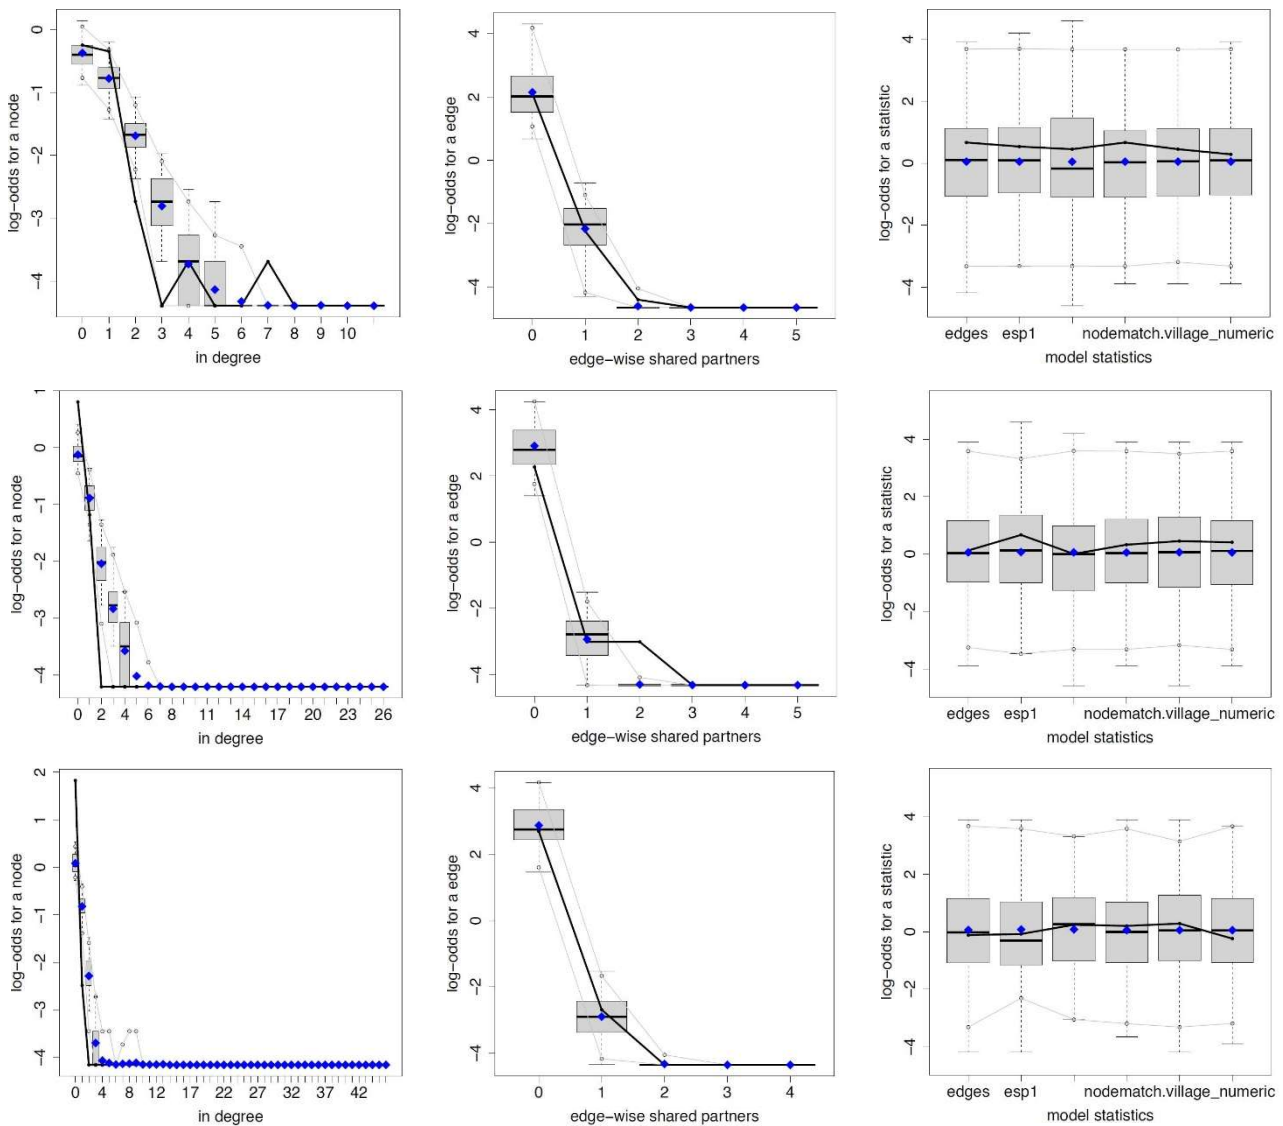 log-odds for a node
0
−1
−2
−3
−4
0 1 2 3 4 5 6 7 8 10
in degree
log-odds for a edge
4
2
0
−2
−4
0 1 2 3 4 5
edge-wise shared partners
log-odds for a statistic
4
2
0
−2
−4
edges esp1 nodematch.village_numeric
model statistics
log-odds for a node
1
0
−1
−2
−3
−4
0 2 4 6 8 11 14 17 20 23 26
in degree
log-odds for a edge
4
2
0
−2
−4
0 1 2 3 4 5
edge-wise shared partners
log-odds for a statistic
4
2
0
−2
−4
edges esp1 nodematch.village_numeric
model statistics
log-odds for a node
2
1
0
−1
−2
−3
−4
0 4 8 12 17 22 27 32 37 42
in degree
log-odds for a edge
4
2
0
−2
−4
0 1 2 3 4
edge-wise shared partners
log-odds for a statistic
4
2
0
−2
−4
edges esp1 nodematch.village_numeric
model statistics